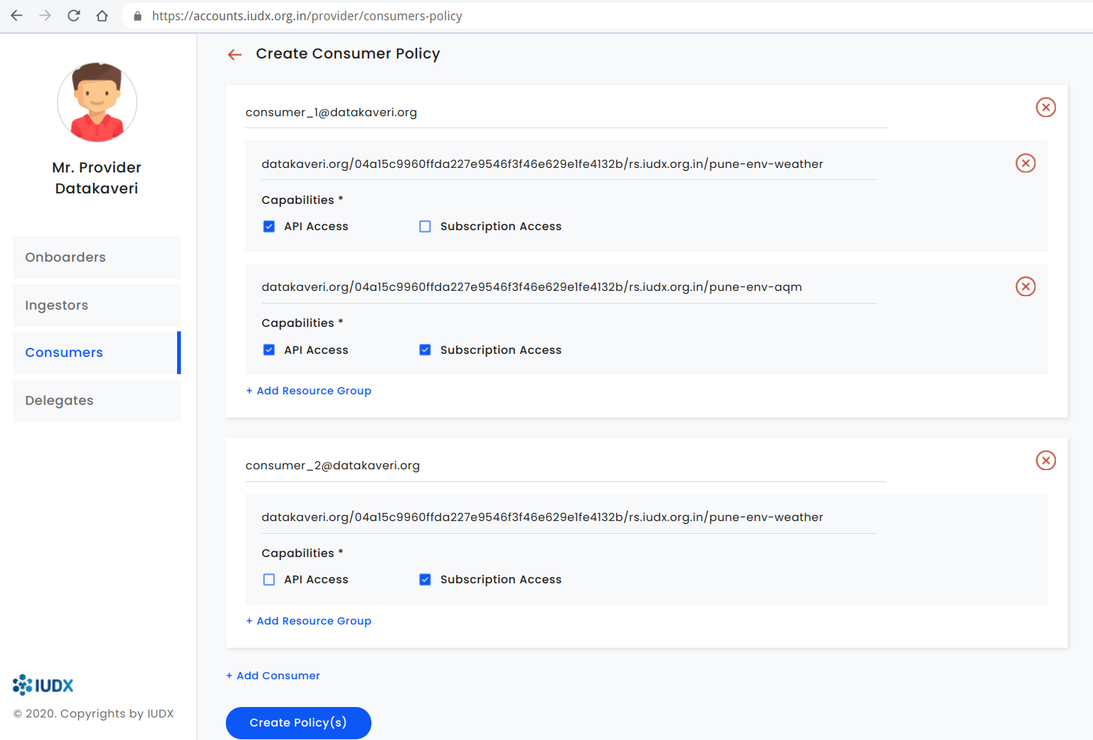 https://accounts.iudx.org.in/provider/consumers-policy
Mr. Provider
Datakaveri
Onboarders
Ingestors
Consumers
Delegates
IUDX
© 2020. Copyrights by IUDX
Create Consumer Policy
consumer_1@datakaveri.org
datakaveri.org/04a15c9960ffda227e9546f3f46e629e1fe4132b/rs.iudx.org.in/pune-env-weather
Capabilities *
API Access Subscription Access
datakaveri.org/04a15c9960ffda227e9546f3f46e629e1fe4132b/rs.iudx.org.in/pune-env-aqm
Capabilities *
API Access Subscription Access
+ Add Resource Group
consumer_2@datakaveri.org
datakaveri.org/04a15c9960ffda227e9546f3f46e629e1fe4132b/rs.iudx.org.in/pune-env-weather
Capabilities *
API Access Subscription Access
+ Add Resource Group
+ Add Consumer
Create Policy(s)